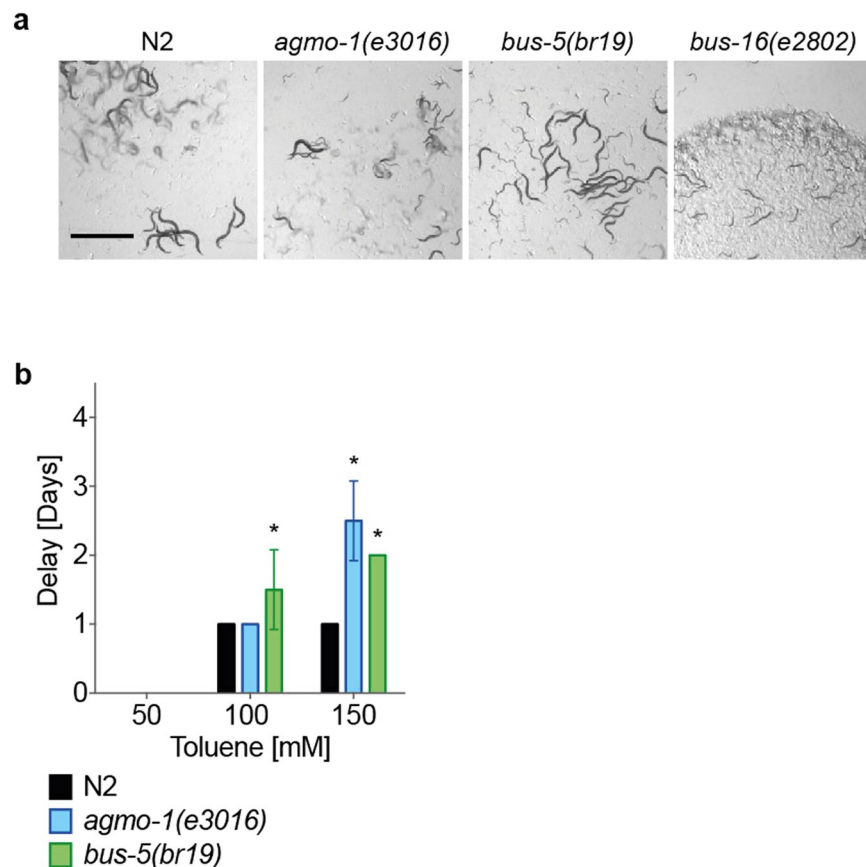 a
N2 agmo-1(e3016) bus-5(br19) bus-16(e2802)
b
Delay [Days]
4
3
2
1
0
* * *
50 100 150
Toluene [mM]
N2
agmo-1(e3016)
bus-5(br19)